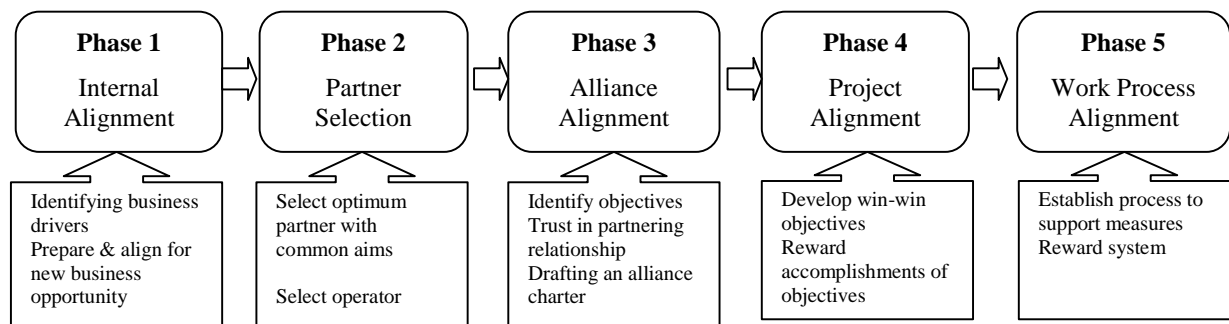 Phase 1
Internal
Alignment
Phase 2
Partner
Selection
Phase 3
Alliance
Alignment
Phase 4
Project
Alignment
Phase 5
Work Process
Alignment
Identifying business
drivers
Prepare & align for
new business
opportunity
Select optimum
partner with
common aims
Select operator
Identify objectives
Trust in partnering
relationship
Drafting an alliance
charter
Develop win-win
objectives
Reward
accomplishments of
objectives
Establish process to
support measures
Reward system